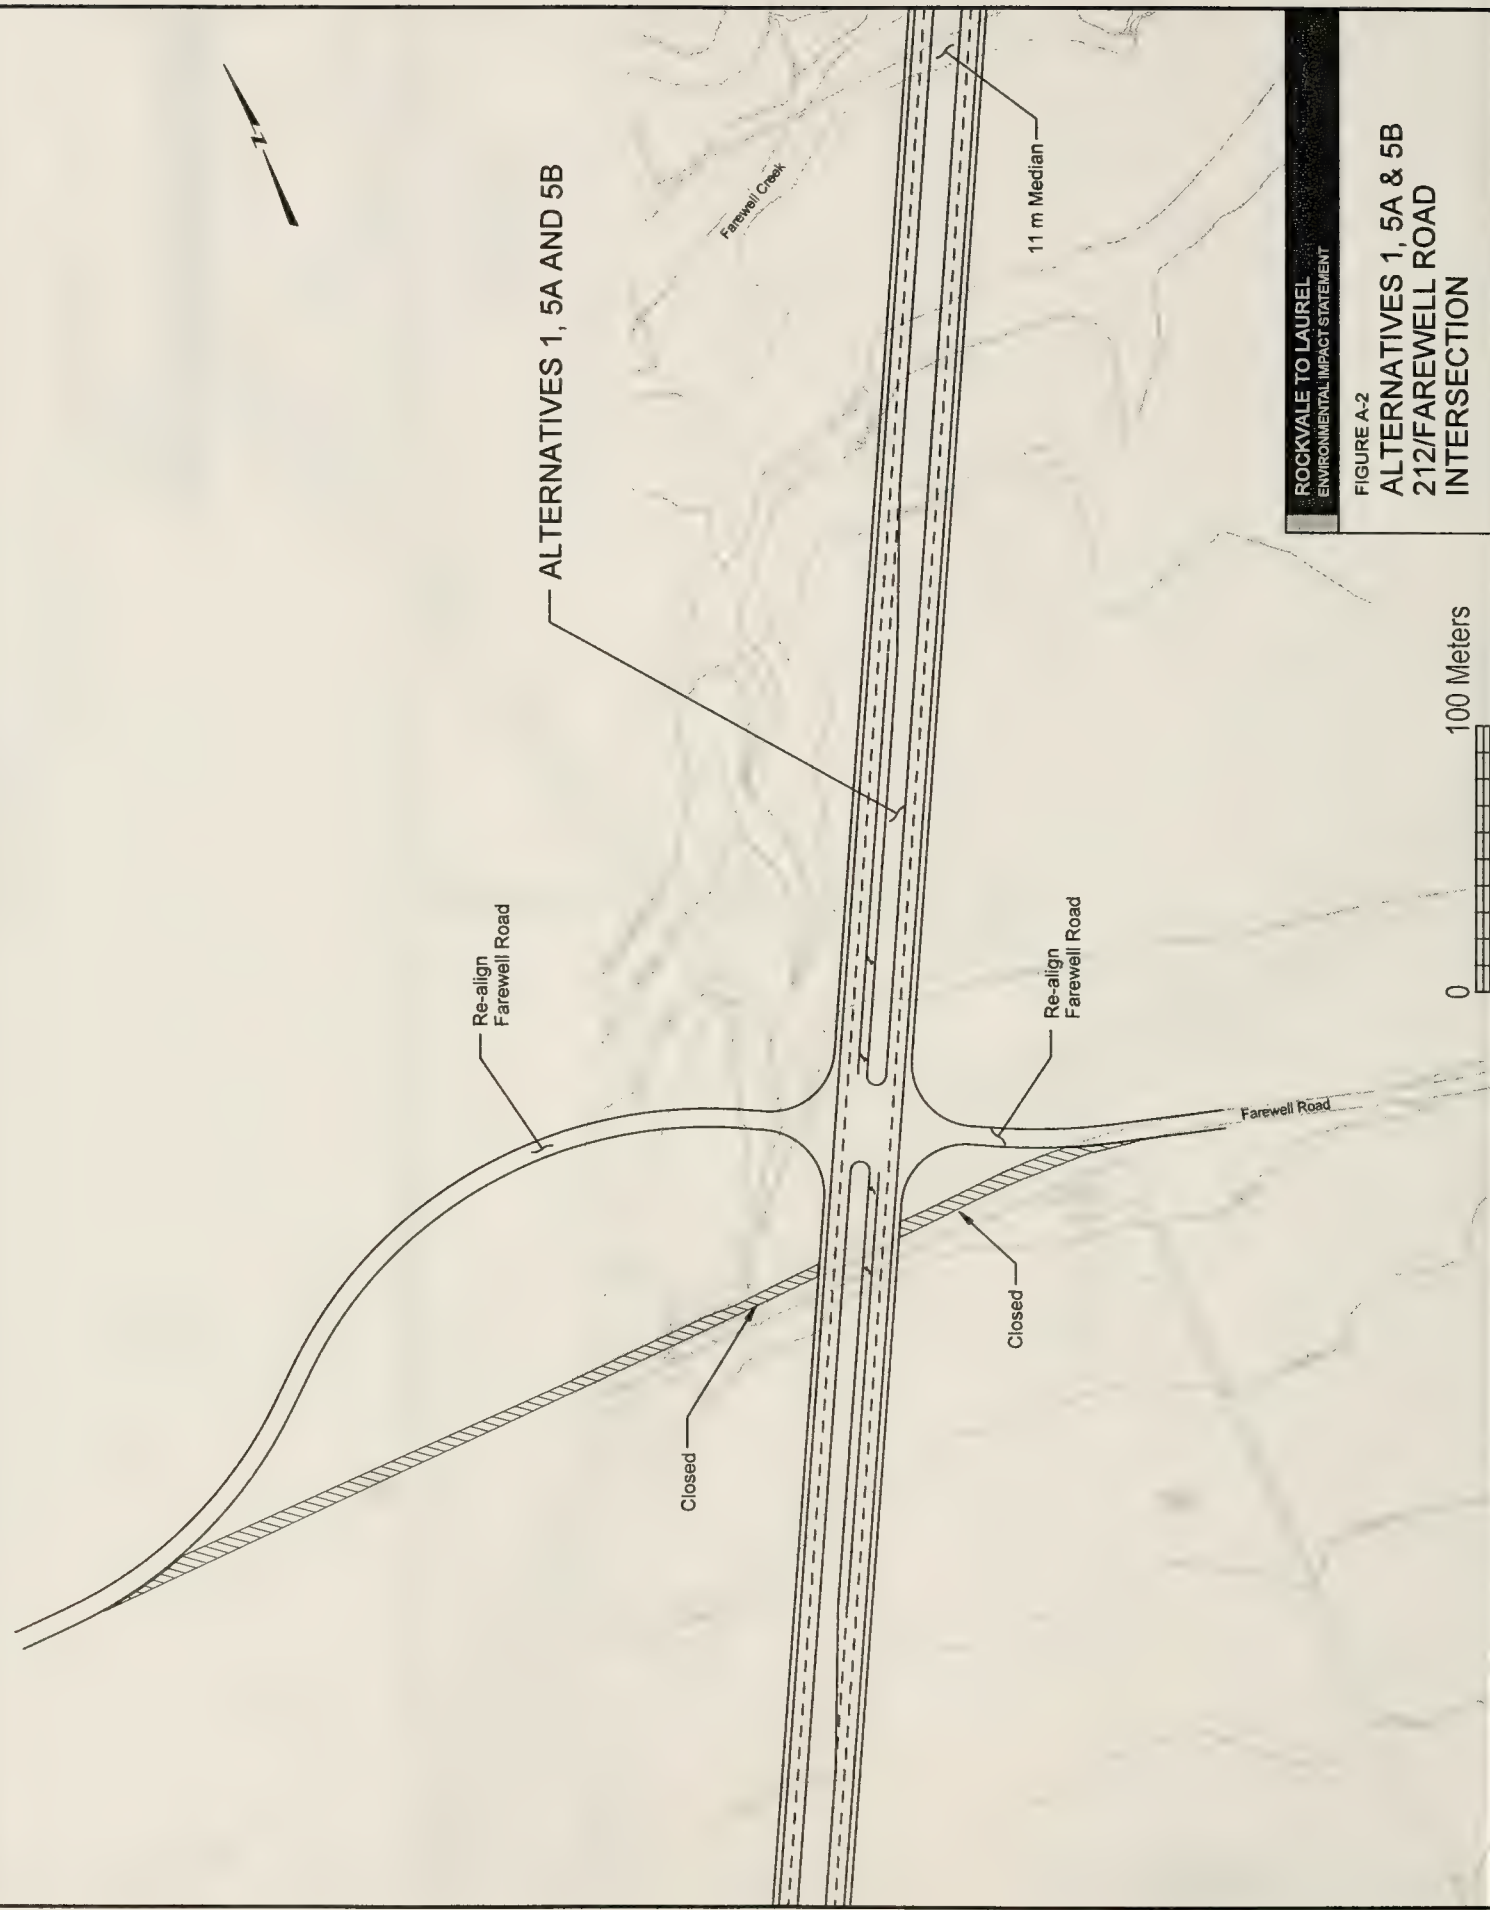 ALTERNATIVES 1, 5A AND 5B
Farewell Creek
11 m Median
Re-align
Farewell Road
Re-align
Farewell Road
Farewell Road
Closed
Closed
N
0
100 Meters
ROCKVALE TO LAUREL
ENVIRONMENTAL IMPACT STATEMENT
FIGURE A-2
ALTERNATIVES 1, 5A & 5B
212/FAREWELL ROAD
INTERSECTION